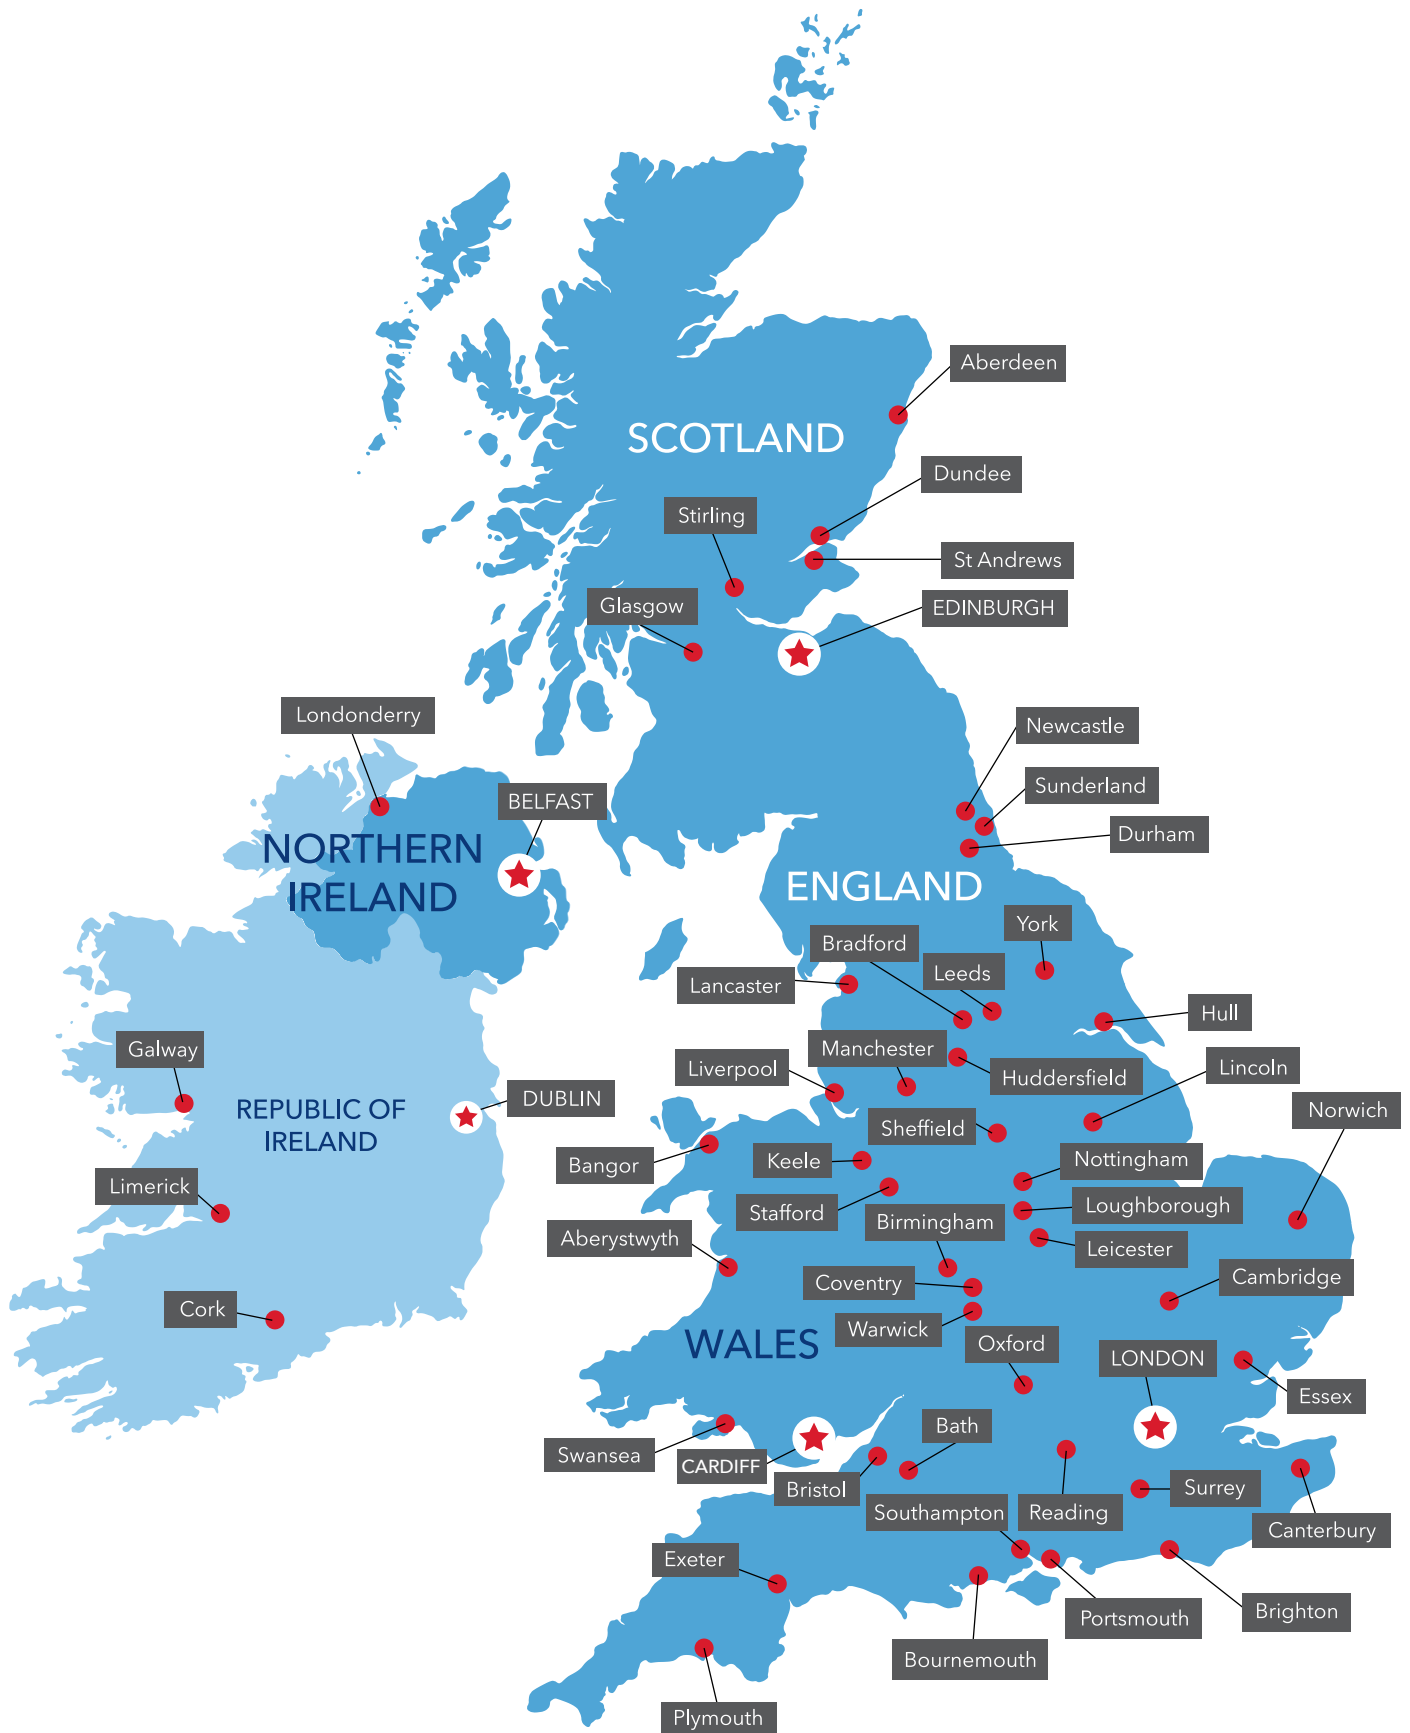 Aberdeen
SCOTLAND
Dundee
Stirling
St Andrews
Glasgow
EDINBURGH
Londonderry
Newcastle
Sunderland
BELFAST
Durham
NORTHERN
IRELAND
ENGLAND
York
Bradford
Leeds
Lancaster
Hull
Galway
Manchester
Liverpool
Huddersfield
Lincoln
DUBLIN
REPUBLIC OF
IRELAND
Norwich
Sheffield
Bangor
Keele
Nottingham
Limerick
Stafford
Loughborough
Birmingham
Aberystwyth
Leicester
Coventry
Cambridge
Cork
Warwick
WALES
Oxford
LONDON
Essex
Bath
Swansea
CARDIFF
Bristol
Surrey
Southampton
Reading
Canterbury
Exeter
Portsmouth
Brighton
Bournemouth
Plymouth